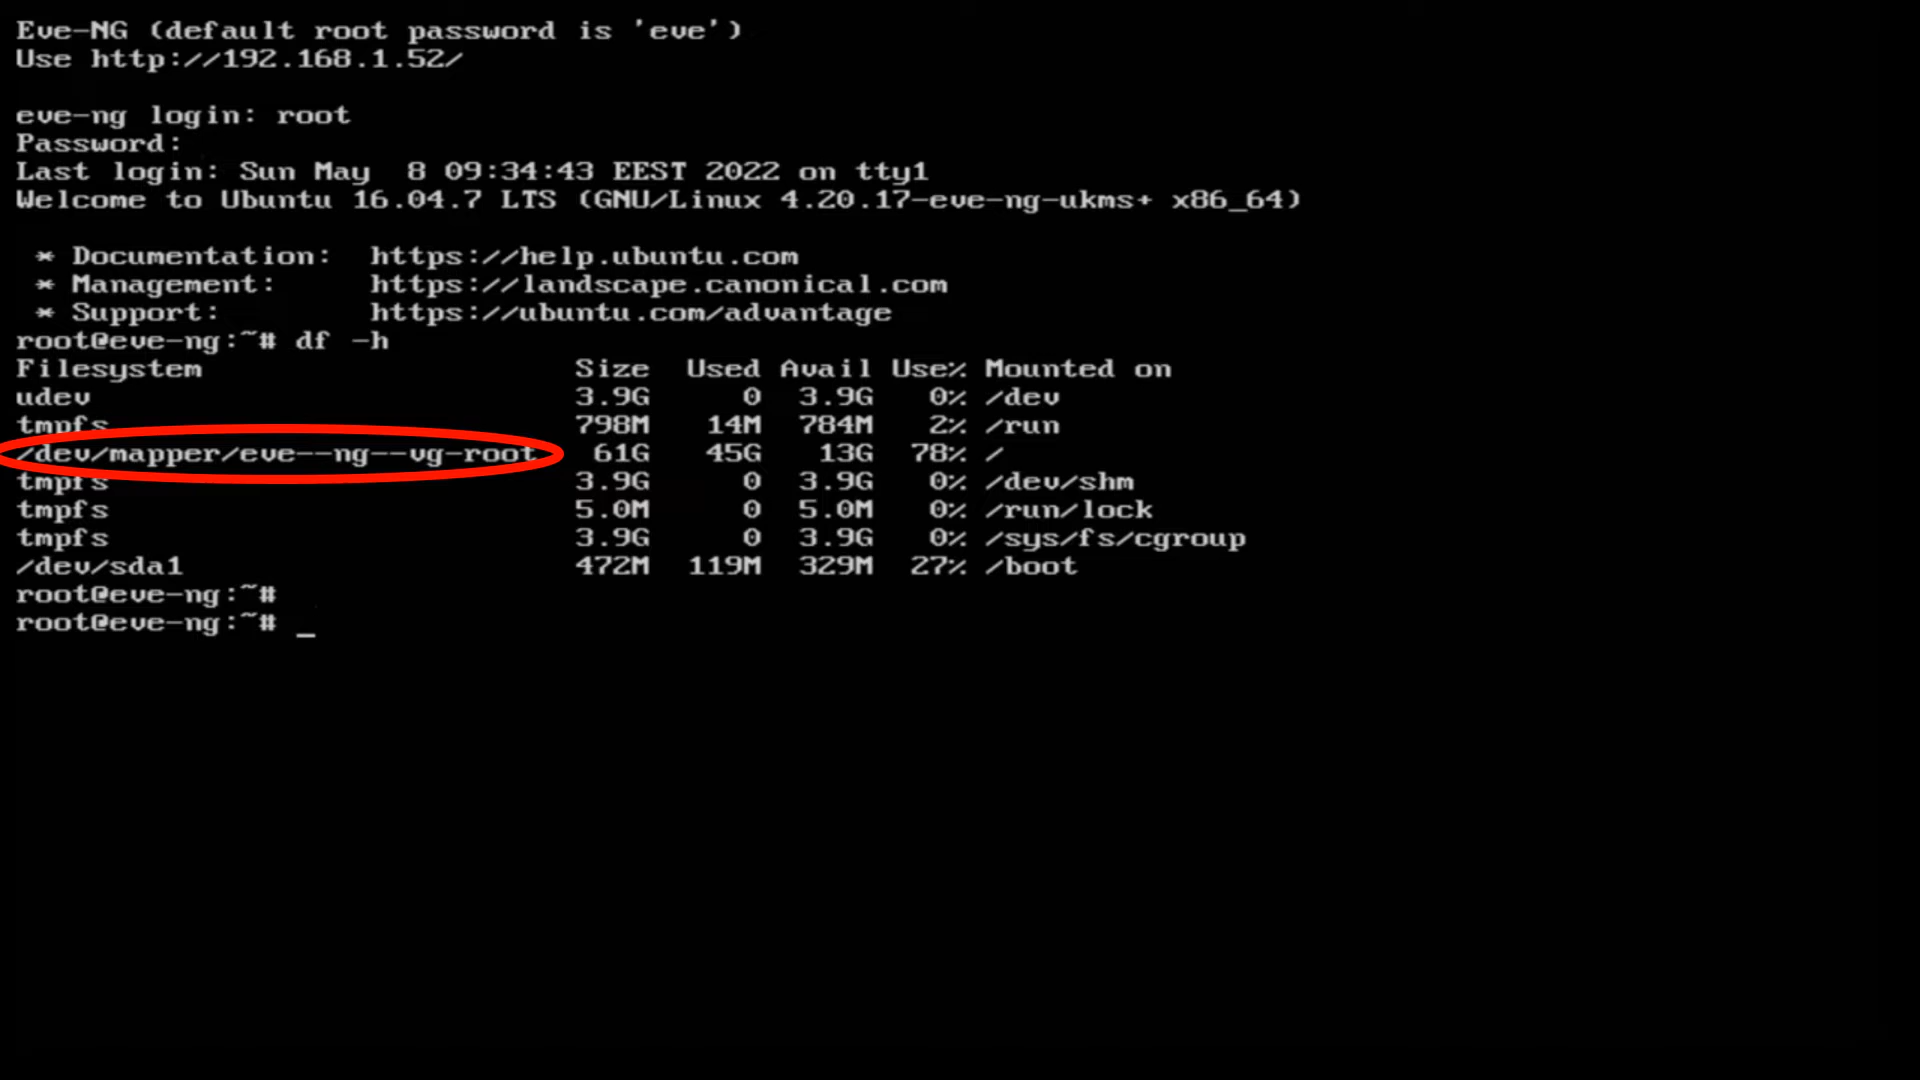 Eve-NG (default root password is 'eve')
Use http://192.168.1.52/
eve-ng login: root
Password:
Last login: Sun May  8 09:34:43 EEST 2022 on tty1
Welcome to Ubuntu 16.04.7 LTS (GNU/Linux 4.20.17-eve-ng-ukms+ x86_64)
 * Documentation:  https://help.ubuntu.com
 * Management:     https://landscape.canonical.com
 * Support:        https://ubuntu.com/advantage
root@eve-ng:~# df -h
Filesystem                    Size  Used Avail Use% Mounted on
udev                          3.9G     0  3.9G   0% /dev
tmpfs                         798M   14M  784M   2% /run
/dev/mapper/eve--ng--vg-root   61G   45G   13G  78% /
tmpfs                         3.9G     0  3.9G   0% /dev/shm
tmpfs                         5.0M     0  5.0M   0% /run/lock
tmpfs                         3.9G     0  3.9G   0% /sys/fs/cgroup
/dev/sda1                     472M  119M  329M  27% /boot
root@eve-ng:~#
root@eve-ng:~# _